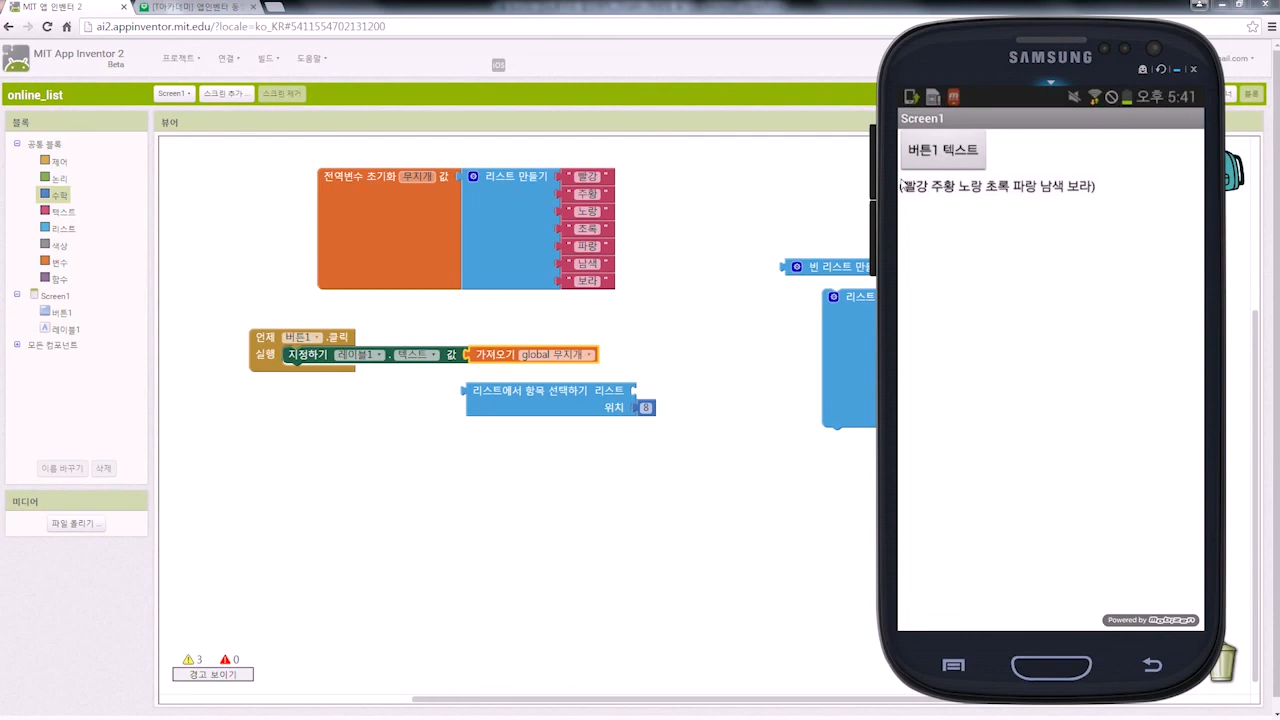 MIT 앱 인벤터 2
[T아카데미] 앱인벤터 동
ai2.appinventor.mit.edu/?locale=ko_KR#5411554702131200
MIT App Inventor 2
Beta
프로젝트
연결
빌드
도움말
iOS
online_list
Screen1
스크린 추가 ...
스크린 제거
블록
블록
뷰어
공통 블록
제어
논리
수학
텍스트
리스트
색상
변수
함수
Screen1
버튼1
레이블1
모든 컴포넌트
이름 바꾸기
삭제
미디어
파일 올리기 ...
전역변수 초기화 무지개 값
리스트 만들기
" 빨강 "
" 주황 "
" 노랑 "
" 초록 "
" 파랑 "
" 남색 "
" 보라 "
언제 버튼1 .클릭
실행 지정하기 레이블1 . 텍스트 값 가져오기 global 무지개
리스트에서 항목 선택하기 리스트
위치 8
빈 리스트 만들
리스트
3 0
경고 보이기
SAMSUNG
오후 5:41
Screen1
버튼1 텍스트
(빨강 주황 노랑 초록 파랑 남색 보라)
Powered by Mobizen